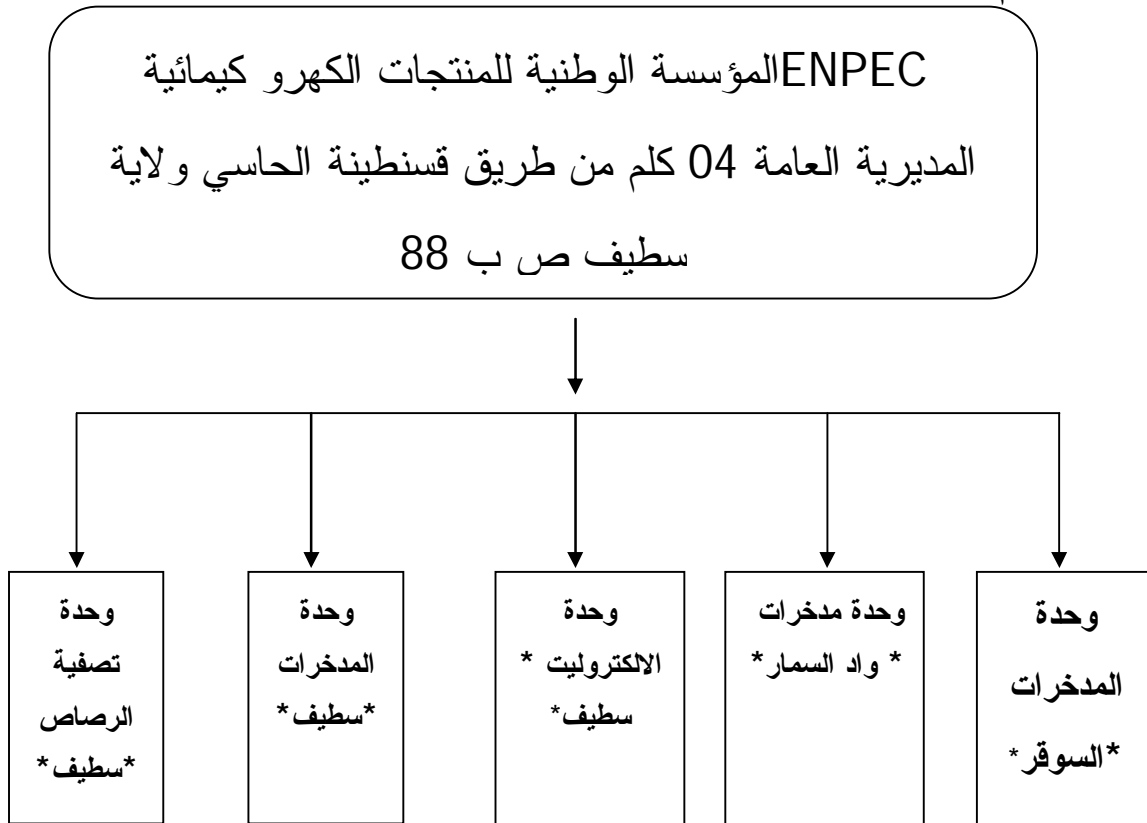 ENPECالمؤسسة الوطنية للمنتجات الكهرو كيمائية
المديرية العامة 04 كلم من طريق قسنطينة الحاسي ولاية
سطيف ص ب 88
وحدة
المدخرات
*السوقر*
وحدة مدخرات
* واد السمار*
وحدة
الالكتروليت *
سطيف*
وحدة
المدخرات
*سطيف*
وحدة
تصفية
الرصاص
*سطيف*